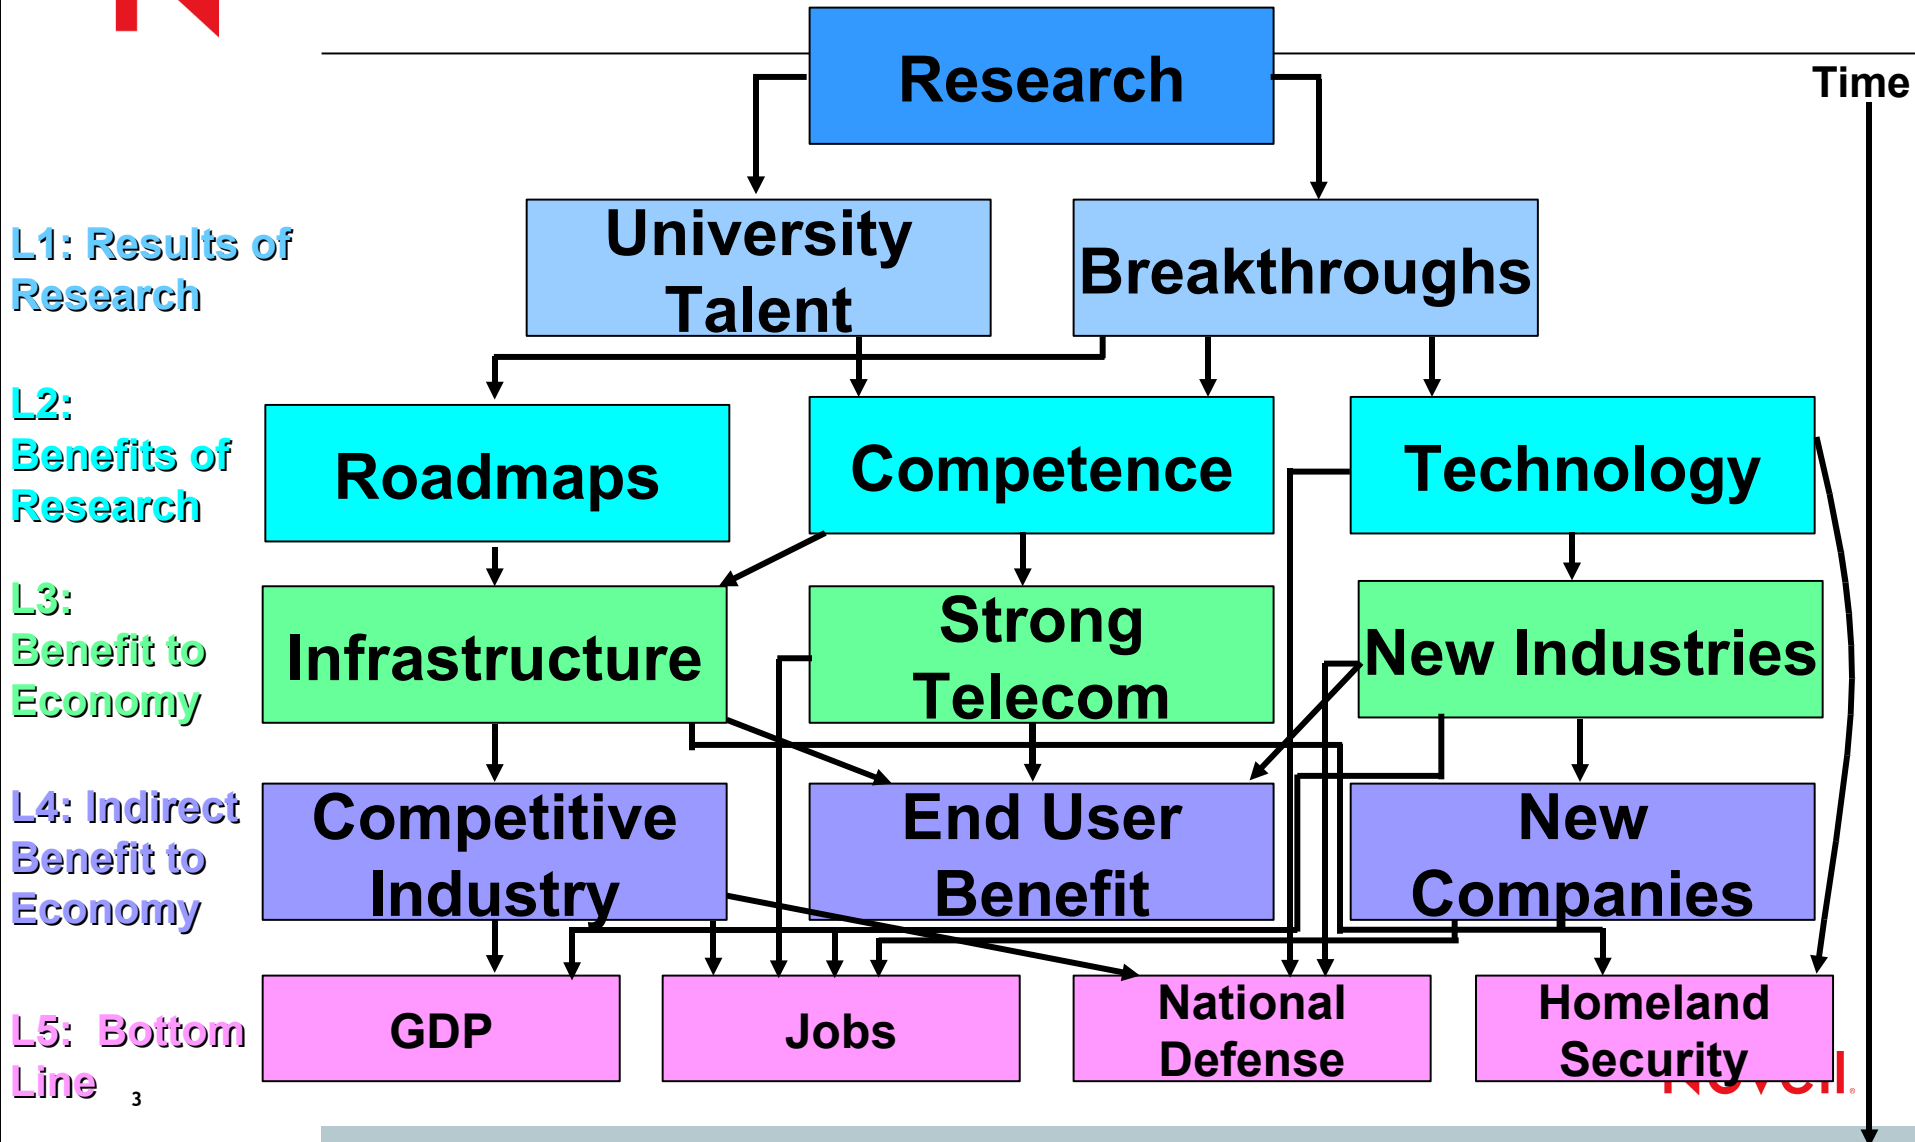 Research
Time
L1: Results of
Research
University
Talent
Breakthroughs
L2:
Benefits of
Research
Roadmaps
Competence
Technology
L3:
Benefit to
Economy
Infrastructure
Strong
Telecom
New Industries
L4: Indirect
Benefit to
Economy
Competitive
Industry
End User
Benefit
New
Companies
L5: Bottom
Line
GDP
Jobs
National
Defense
Homeland
Security
Novell.
3